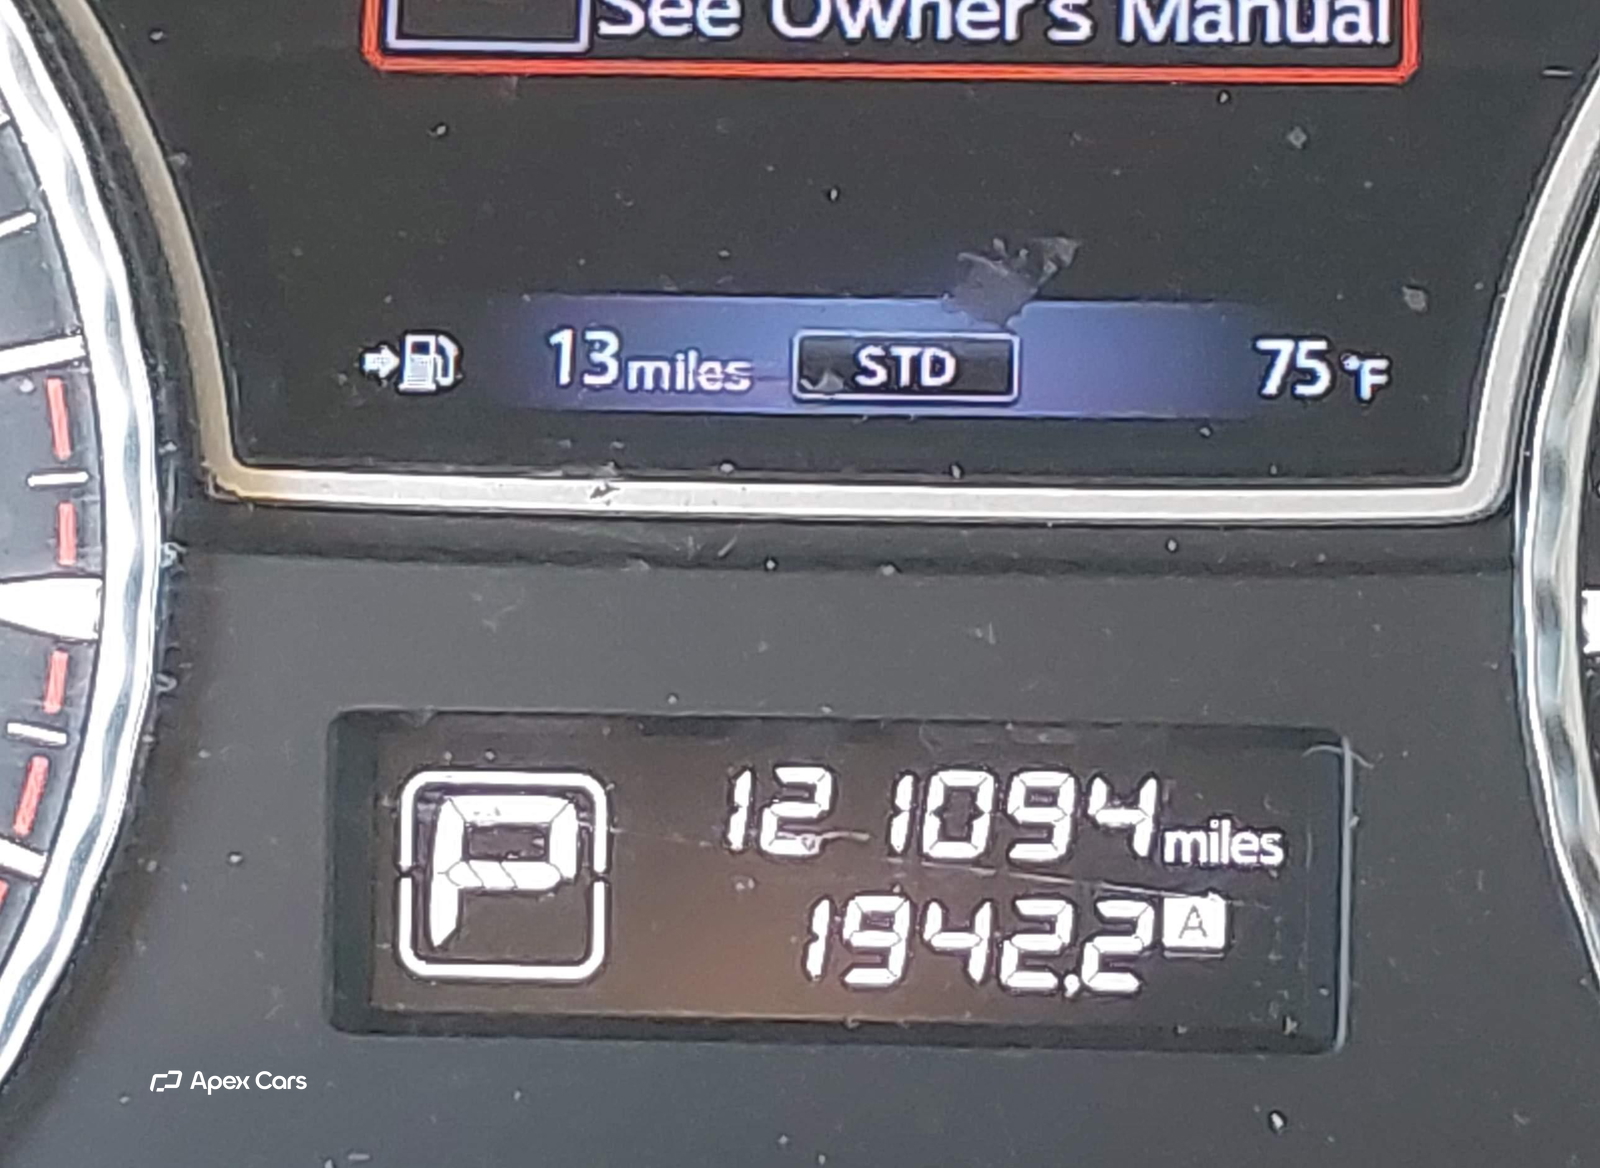 See Owner's Manual
13 miles STD 75 °F
P 121094 miles
1942.2 A
Apex Cars